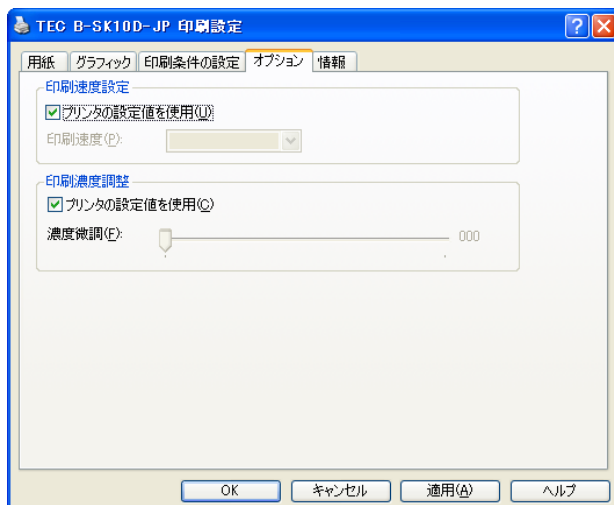 TEC B-SK10D-JP 印刷設定
用紙 グラフィック 印刷条件の設定 オプション 情報
印刷速度設定
プリンタの設定値を使用(U)
印刷速度(P):
印刷濃度調整
プリンタの設定値を使用(C)
濃度微調(F): 000
OK キャンセル 適用(A) ヘルプ